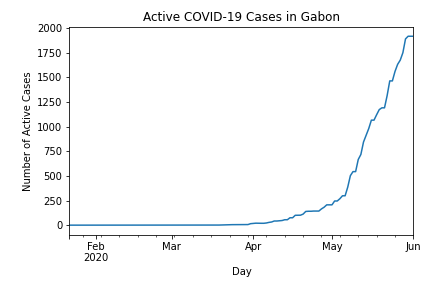 Active COVID-19 Cases in Gabon
Number of Active Cases
2000
1750
1500
1250
1000
750
500
250
0
Feb
2020
Mar
Apr
May
Jun
Day